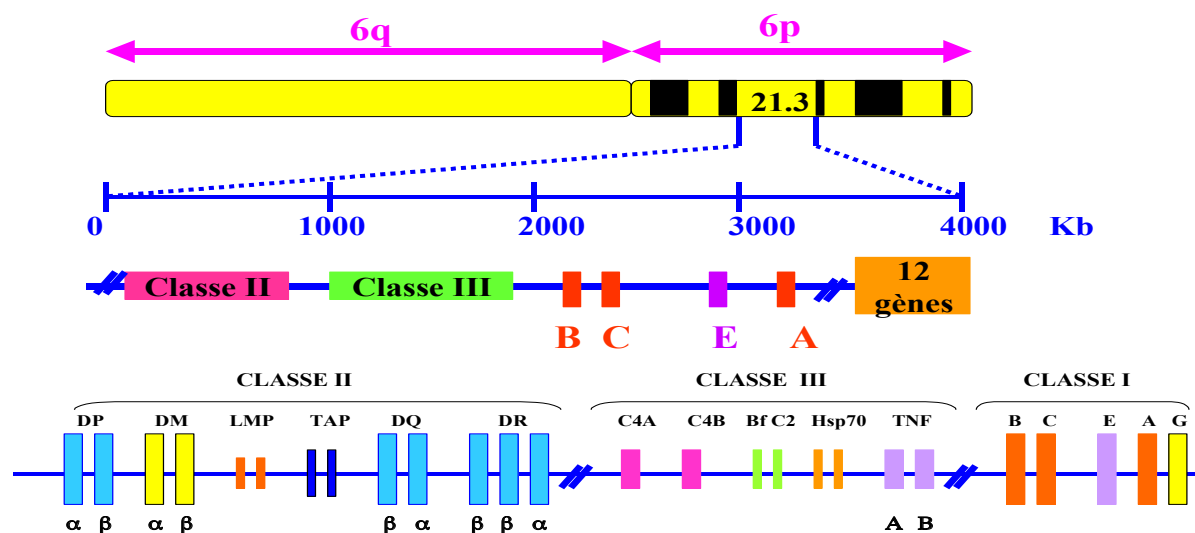 6q 6p
21.3
0 1000 2000 3000 4000 Kb
Classe II Classe III 12
gènes
B C E A
CLASSE II CLASSE III CLASSE I
DP DM LMP TAP DQ DR C4A C4B Bf C2 Hsp70 TNF B C E A G
α β α β β α β β α A B